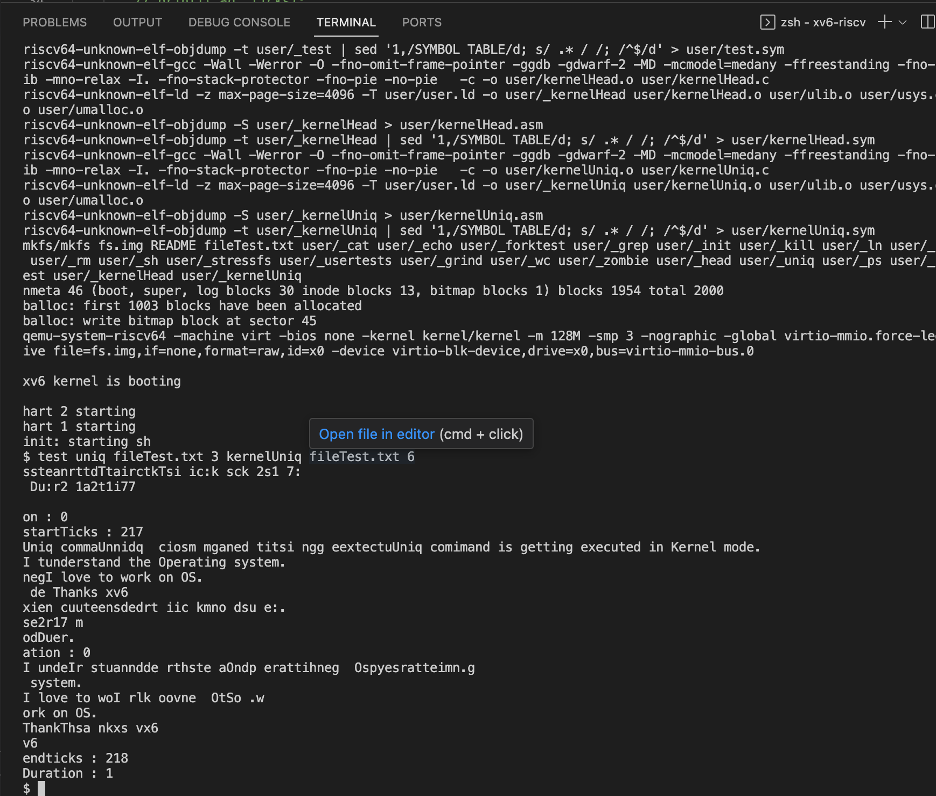 PROBLEMS OUTPUT DEBUG CONSOLE TERMINAL PORTS zsh - xv6-riscv
riscv64-unknown-elf-objdump -t user/_test | sed '1,/SYMBOL TABLE/d; s/ .* / /; /^$/d' > user/test.sym
riscv64-unknown-elf-gcc -Wall -Werror -O -fno-omit-frame-pointer -ggdb -gdwarf-2 -MD -mcmodel=medany -ffreestanding -fno-
ib -mno-relax -I. -fno-stack-protector -fno-pie -no-pie   -c -o user/kernelHead.o user/kernelHead.c
riscv64-unknown-elf-ld -z max-page-size=4096 -T user/user.ld -o user/_kernelHead user/kernelHead.o user/ulib.o user/usys.
o user/umalloc.o
riscv64-unknown-elf-objdump -S user/_kernelHead > user/kernelHead.asm
riscv64-unknown-elf-objdump -t user/_kernelHead | sed '1,/SYMBOL TABLE/d; s/ .* / /; /^$/d' > user/kernelHead.sym
riscv64-unknown-elf-gcc -Wall -Werror -O -fno-omit-frame-pointer -ggdb -gdwarf-2 -MD -mcmodel=medany -ffreestanding -fno-
ib -mno-relax -I. -fno-stack-protector -fno-pie -no-pie   -c -o user/kernelUniq.o user/kernelUniq.c
riscv64-unknown-elf-ld -z max-page-size=4096 -T user/user.ld -o user/_kernelUniq user/kernelUniq.o user/ulib.o user/usys.
o user/umalloc.o
riscv64-unknown-elf-objdump -S user/_kernelUniq > user/kernelUniq.asm
riscv64-unknown-elf-objdump -t user/_kernelUniq | sed '1,/SYMBOL TABLE/d; s/ .* / /; /^$/d' > user/kernelUniq.sym
mkfs/mkfs fs.img README fileTest.txt user/_cat user/_echo user/_forktest user/_grep user/_init user/_kill user/_ln user/_
 user/_rm user/_sh user/_stressfs user/_usertests user/_grind user/_wc user/_zombie user/_head user/_uniq user/_ps user/_
est user/_kernelHead user/_kernelUniq
nmeta 46 (boot, super, log blocks 30 inode blocks 13, bitmap blocks 1) blocks 1954 total 2000
balloc: first 1003 blocks have been allocated
balloc: write bitmap block at sector 45
qemu-system-riscv64 -machine virt -bios none -kernel kernel/kernel -m 128M -smp 3 -nographic -global virtio-mmio.force-le
ive file=fs.img,if=none,format=raw,id=x0 -device virtio-blk-device,drive=x0,bus=virtio-mmio-bus.0
xv6 kernel is booting
hart 2 starting
hart 1 starting
Open file in editor (cmd + click)
init: starting sh
$ test uniq fileTest.txt 3 kernelUniq fileTest.txt 6
ssteanrttdTtairctkTsi ic:k sck 2s1 7:
 Du:r2 1a2t1i77
on : 0
startTicks : 217
Uniq commaUnnidq  ciosm mganed titsi ngg eextectuUniq comimand is getting executed in Kernel mode.
I tunderstand the Operating system.
negI love to work on OS.
 de Thanks xv6
xien cuuteensdedrt iic kmno dsu e:.
se2r17 m
odDuer.
ation : 0
I undeIr stuanndde rthste aOndp erattihneg  Ospyesratteimn.g
 system.
I love to woI rlk oovne  OtSo .w
ork on OS.
ThankThsa nkxs vx6
v6
endticks : 218
Duration : 1
$